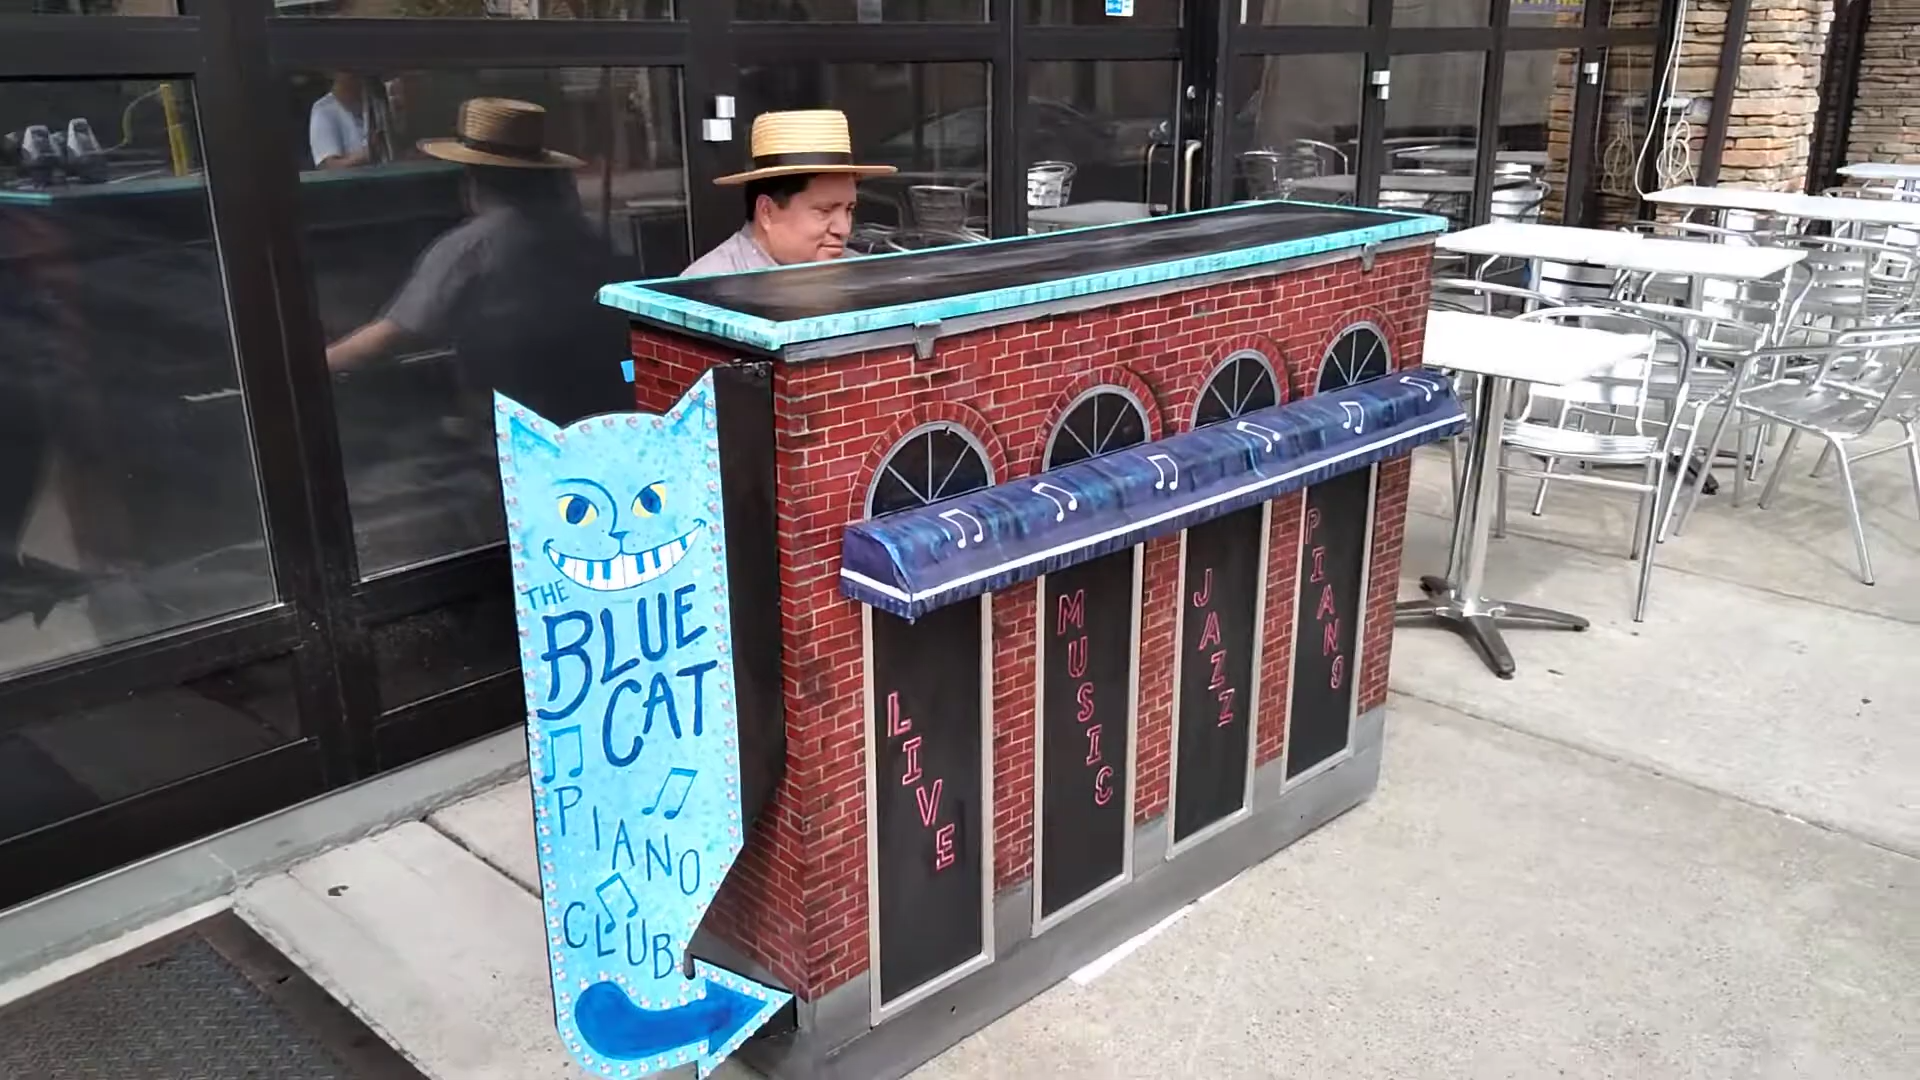 THE
BLUE
CAT
PIANO
CLUB
LIVE
MUSIC
JAZZ
PIANO